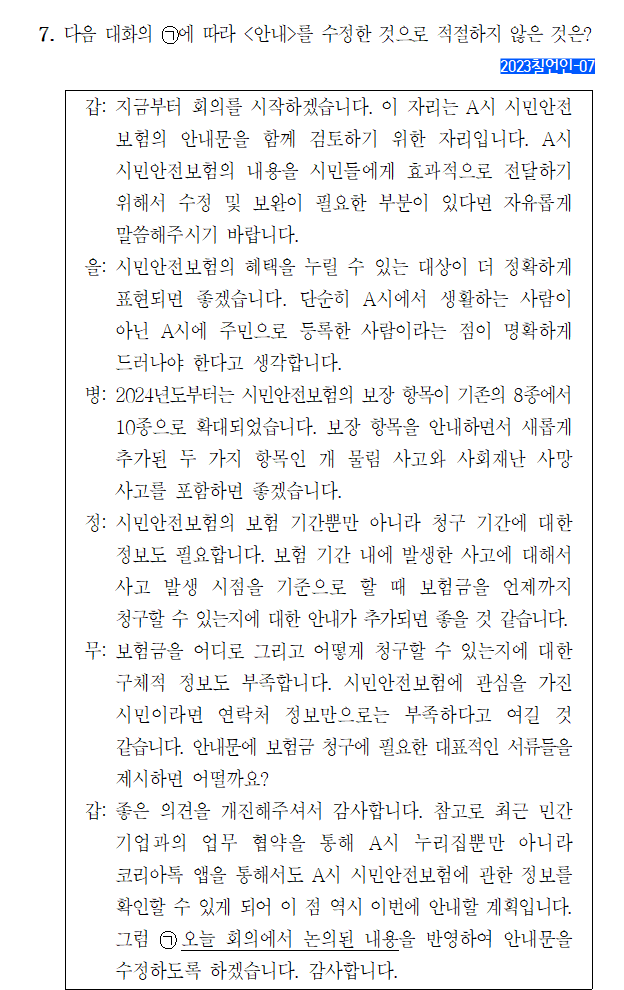 7. 다음 대화의 ㉠에 따라 <안내>를 수정한 것으로 적절하지 않은 것은?
2023칠언인-07
갑: 지금부터 회의를 시작하겠습니다. 이 자리는 A시 시민안전
보험의 안내문을 함께 검토하기 위한 자리입니다. A시
시민안전보험의 내용을 시민들에게 효과적으로 전달하기
위해서 수정 및 보완이 필요한 부분이 있다면 자유롭게
말씀해주시기 바랍니다.
을: 시민안전보험의 혜택을 누릴 수 있는 대상이 더 정확하게
표현되면 좋겠습니다. 단순히 A시에서 생활하는 사람이
아닌 A시에 주민으로 등록한 사람이라는 점이 명확하게
드러나야 한다고 생각합니다.
병: 2024년도부터는 시민안전보험의 보장 항목이 기존의 8종에서
10종으로 확대되었습니다. 보장 항목을 안내하면서 새롭게
추가된 두 가지 항목인 개 물림 사고와 사회재난 사망
사고를 포함하면 좋겠습니다.
정: 시민안전보험의 보험 기간뿐만 아니라 청구 기간에 대한
정보도 필요합니다. 보험 기간 내에 발생한 사고에 대해서
사고 발생 시점을 기준으로 할 때 보험금을 언제까지
청구할 수 있는지에 대한 안내가 추가되면 좋을 것 같습니다.
무: 보험금을 어디로 그리고 어떻게 청구할 수 있는지에 대한
구체적 정보도 부족합니다. 시민안전보험에 관심을 가진
시민이라면 연락처 정보만으로는 부족하다고 여길 것
같습니다. 안내문에 보험금 청구에 필요한 대표적인 서류들을
제시하면 어떨까요?
갑: 좋은 의견을 개진해주셔서 감사합니다. 참고로 최근 민간
기업과의 업무 협약을 통해 A시 누리집뿐만 아니라
코리아톡 앱을 통해서도 A시 시민안전보험에 관한 정보를
확인할 수 있게 되어 이 점 역시 이번에 안내할 계획입니다.
그럼 ㉠오늘 회의에서 논의된 내용을 반영하여 안내문을
수정하도록 하겠습니다. 감사합니다.